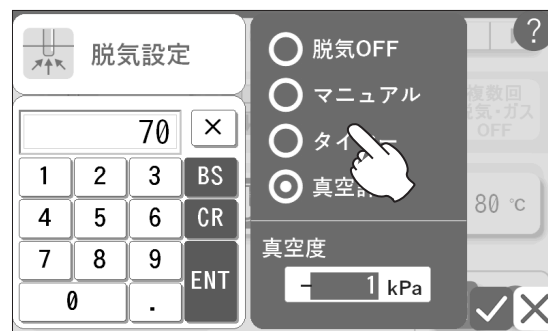 脱気設定
70
×
1 2 3 BS
4 5 6 CR
7 8 9
0 . ENT
脱気OFF
マニュアル
タイ
真空
真空度
- 1 kPa
?
複数回
脱気・ガス
OFF
80 ℃